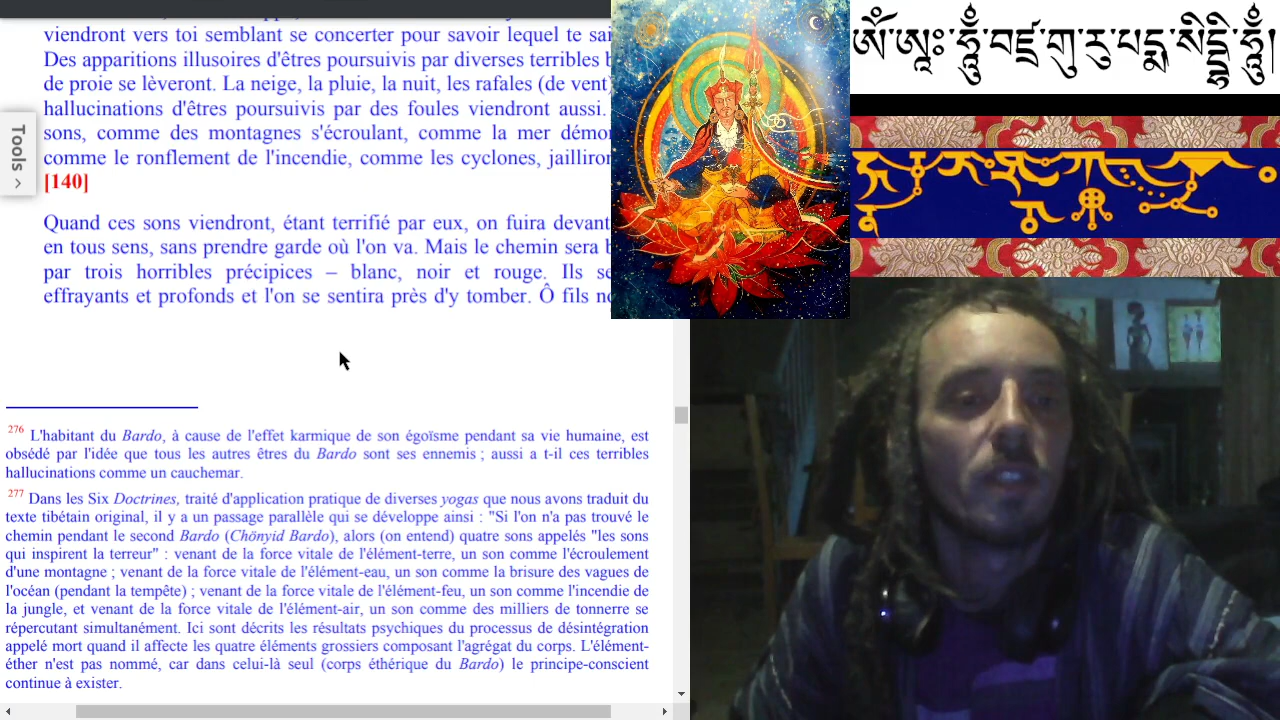 viendront vers toi semblant se concerter pour savoir lequel te sai
Des apparitions illusoires d'êtres poursuivis par diverses terribles b
de proie se lèveront. La neige, la pluie, la nuit, les rafales (de vent)
hallucinations d'êtres poursuivis par des foules viendront aussi.
sons, comme des montagnes s'écroulant, comme la mer démon
comme le ronflement de l'incendie, comme les cyclones, jailliron
[140]
Quand ces sons viendront, étant terrifié par eux, on fuira devant
en tous sens, sans prendre garde où l'on va. Mais le chemin sera b
par trois horribles précipices – blanc, noir et rouge. Ils se
effrayants et profonds et l'on se sentira près d'y tomber. Ô fils no
Tools
276 L'habitant du Bardo, à cause de l'effet karmique de son égoïsme pendant sa vie humaine, est
obsédé par l'idée que tous les autres êtres du Bardo sont ses ennemis ; aussi a t-il ces terribles
hallucinations comme un cauchemar.
277 Dans les Six Doctrines, traité d'application pratique de diverses yogas que nous avons traduit du
texte tibétain original, il y a un passage parallèle qui se développe ainsi : "Si l'on n'a pas trouvé le
chemin pendant le second Bardo (Chönyid Bardo), alors (on entend) quatre sons appelés "les sons
qui inspirent la terreur" : venant de la force vitale de l'élément-terre, un son comme l'écroulement
d'une montagne ; venant de la force vitale de l'élément-eau, un son comme la brisure des vagues de
l'océan (pendant la tempête) ; venant de la force vitale de l'élément-feu, un son comme l'incendie de
la jungle, et venant de la force vitale de l'élément-air, un son comme des milliers de tonnerre se
répercutant simultanément. Ici sont décrits les résultats psychiques du processus de désintégration
appelé mort quand il affecte les quatre éléments grossiers composant l'agrégat du corps. L'élément-
éther n'est pas nommé, car dans celui-là seul (corps éthérique du Bardo) le principe-conscient
continue à exister.
ༀ་ཨཱཿ་ཧཱུྃ་བཛྲ་གུ་རུ་པདྨ་སིདྡྷི་ཧཱུྃ།